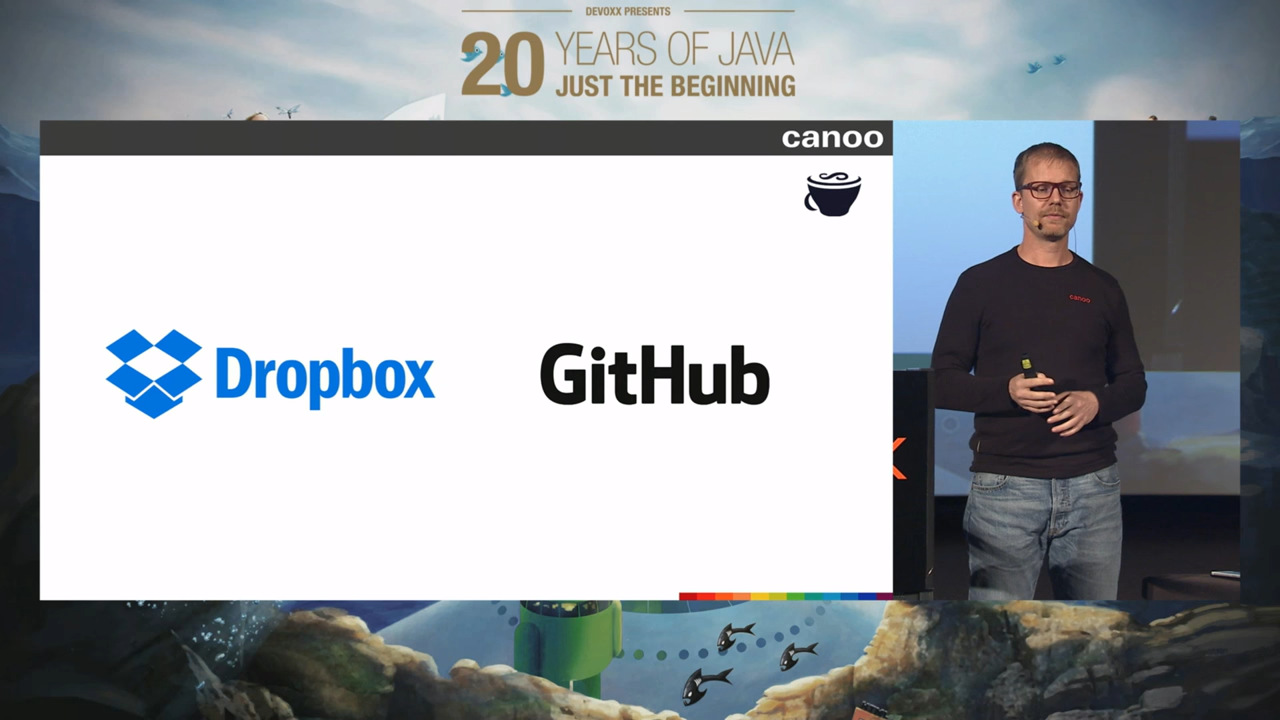 DEVOXX PRESENTS
20 YEARS OF JAVA
JUST THE BEGINNING
canoo
Dropbox
GitHub
canoo
X